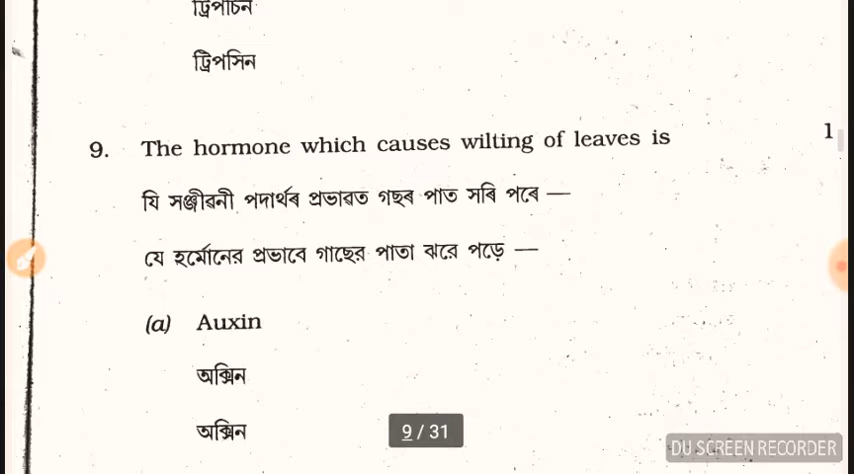 ট্রিপচিন
ট্রিপসিন
9. The hormone which causes wilting of leaves is 1
যি সঞ্জীৱনী পদাৰ্থৰ প্ৰভাৱত গছৰ পাত সৰি পৰে —
যে হর্মোনের প্রভাবে গাছের পাতা ঝরে পড়ে —
(a) Auxin
অক্সিন
অক্সিন
9 / 31
DU SCREEN RECORDER